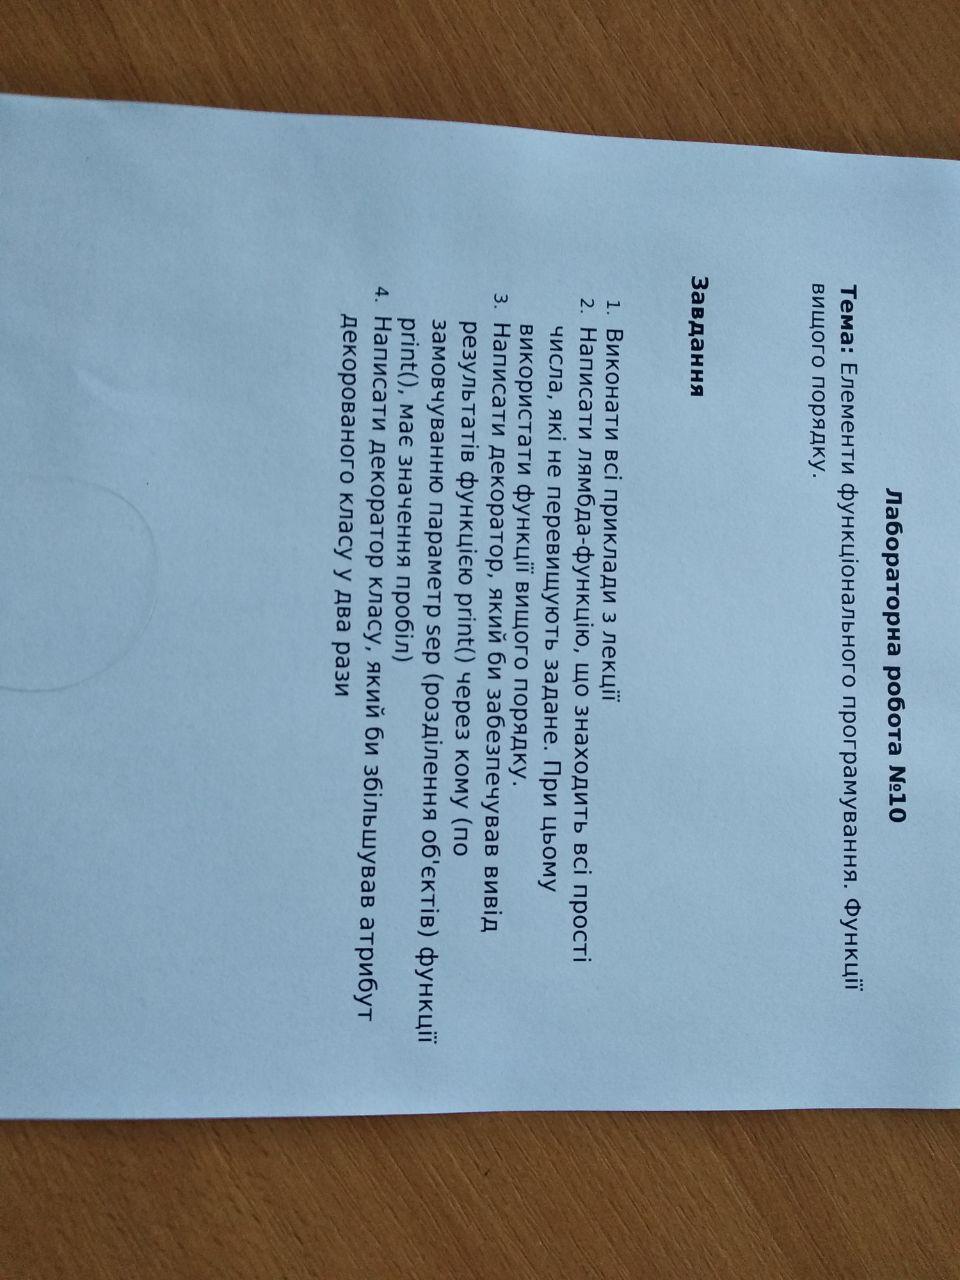 Лабораторна робота №10
Тема: Елементи функціонального програмування. Функції
вищого порядку.
Завдання
1. Виконати всі приклади з лекції
2. Написати лямбда-функцію, що знаходить всі прості
числа, які не перевищують задане. При цьому
використати функції вищого порядку.
3. Написати декоратор, який би забезпечував вивід
результатів функцією print() через кому (по
замовчуванню параметр sep (розділення об'єктів) функції
print(), має значення пробіл)
4. Написати декоратор класу, який би збільшував атрибут
декорованого класу у два рази